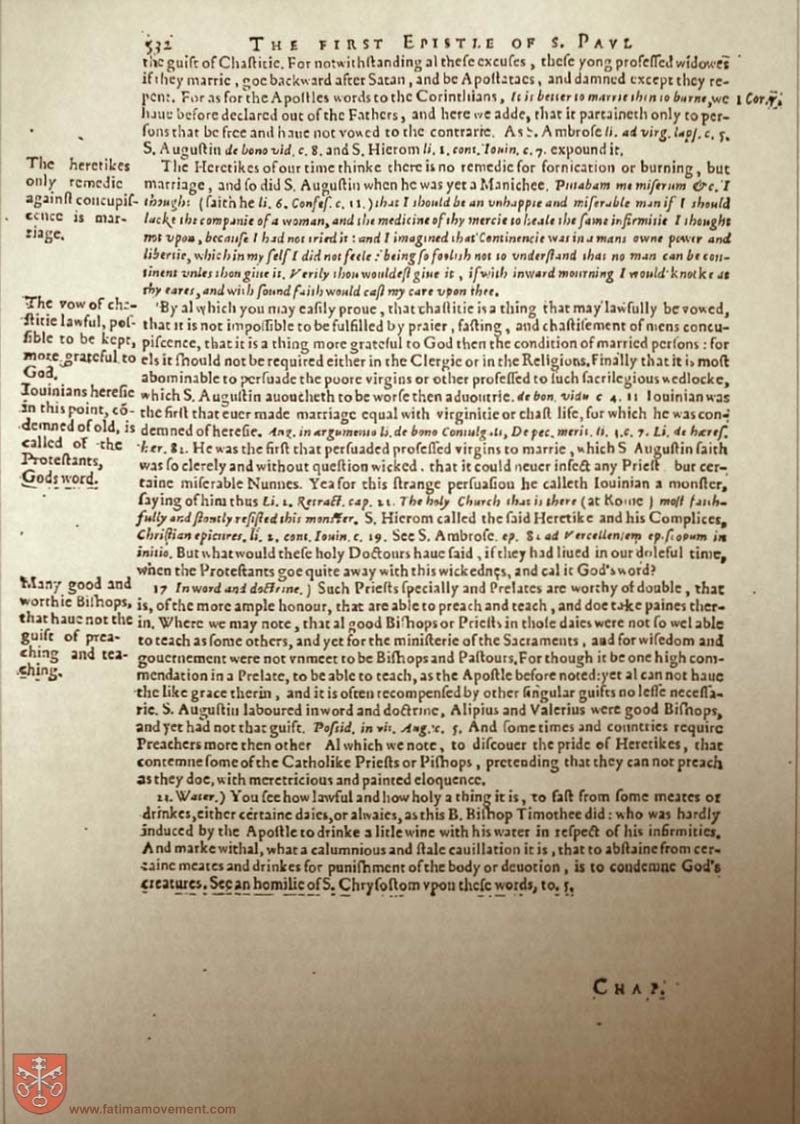 532 THE FIRST EPISTLE OF S. PAVL
the guift of Chaſtitie. For notwithſtanding al theſe excuſes, theſe yong profeſſed widowes
if they marrie, goe backward after Satan, and be Apoſtataes, and damned except they re-
pent. For as for the Apoſtles words to the Corinthians, It is better to marrie then to burne, we
1 Cor. 7.
haue before declared out of the Fathers, and here we adde, that it partaineth only to per-
ſons that be free and haue not vowed to the contrarie. As S. Ambroſe li. ad virg. lapſ. c. 5.
S. Auguſtin de bono vid. c. 8. and S. Hierom li. 1. cont. Iouin. c. 7. expound it.
The heretikes
only remedie
againſt concupiſ-
cence is mar-
riage.
The Heretikes of our time thinke there is no remedie for fornication or burning, but
marriage, and ſo did S. Auguſtin when he was yet a Manichee. Putabam me miſerum &c. I
thought (ſaith he li. 6. Confeſ. c. 11.) that I should be an vnhappie and miſerable man if I should
lacke the companie of a woman, and the medicine of thy mercie to heale the ſame infirmitie I thought
not vpon, becauſe I had not tried it: and I imagined that Continencie was in a mans owne power and
libertie, which in my ſelf I did not feele: being ſo foolish not to vnderſtand that no man can be con-
tinent vnles thou giue it. Verily thou wouldeſt giue it, if with inward mourning I would knocke at
thy eares, and with ſound faith would caſt my care vpon thee.
The vow of cha-
ſtitie lawful, poſ-
ſible to be kept,
more grateful to
God.
Iouinians hereſie
in this point, cō-
demned of old, is
called of the
Proteſtants,
Gods word.
By al which you may eaſily proue, that chaſtitie is a thing that may lawfully be vowed,
that it is not impoſſible to be fulfilled by praier, faſting, and chaſtiſement of mens concu-
piſcence, that it is a thing more grateful to God then the condition of married perſons: for
els it ſhould not be required either in the Clergie or in the Religious. Finally that it is moſt
abominable to perſuade the poore virgins or other profeſſed to ſuch ſacrilegious wedlocke,
which S. Auguſtin auoucheth to be worſe then aduoutrie. de bon. vidu c 4. 11 Iouinian was
the firſt that euer made marriage equal with virginitie or chaſt life, for which he was con-
demned of hereſie. Aug. in argumento li. de bono Coniugali, De pec. merit. li. 3. c. 7. Li. de hæreſ.
hær. 82. He was the firſt that perſuaded profeſſed virgins to marrie, which S Auguſtin ſaith
was ſo clerely and without queſtion wicked, that it could neuer infect any Prieſt but cer-
taine miſerable Nunnes. Yea for this ſtrange perſuaſion he calleth Iouinian a monſter,
ſaying of him thus Li. 2. Retract. cap. 22. The holy Church that is there (at Rome) moſt faith-
fully and ſtoutly reſiſted this monſter. S. Hierom called the ſaid Heretike and his Complices,
Chriſtian epicures. li. 2. cont. Iouin. c. 19. See S. Ambroſe. ep. 82 ad Vercellenſem epiſcopum in
initio. But what would theſe holy Doctours haue ſaid, if they had liued in our doleful time,
when the Proteſtants goe quite away with this wickednes, and cal it God's word?
Many good and
worthie Biſhops,
that haue not the
guift of prea-
ching and tea-
ching.
17 In word and doctrine.) Such Prieſts ſpecially and Prelates are worthy of double, that
is, of the more ample honour, that are able to preach and teach, and doe take paines ther-
in. Where we may note, that al good Biſhops or Prieſts in thoſe daies were not ſo wel able
to teach as ſome others, and yet for the miniſterie of the Sacraments, and for wiſedom and
gouernement were not vnmeet to be Biſhops and Paſtours. For though it be one high com-
mendation in a Prelate, to be able to teach, as the Apoſtle before noted: yet al can not haue
the like grace therin, and it is often recompenſed by other ſingular guifts no leſſe neceſſa-
rie. S. Auguſtin laboured in word and doctrine, Alipius and Valerius were good Biſhops,
and yet had not that guift. Poſsid. in vit. Aug. c. 5. And ſometimes and countries require
Preachers more then other Al which we note, to diſcouer the pride of Heretikes, that
contemne ſome of the Catholike Prieſts or Piſhops, pretending that they can not preach
as they doe, with meretricious and painted eloquence.
23. Water.) You ſee how lawful and how holy a thing it is, to faſt from ſome meates or
drinkes, either certaine daies, or alwaies, as this B. Biſhop Timothee did: who was hardly
induced by the Apoſtle to drinke a litle wine with his water in reſpect of his infirmities.
And marke withal, what a calumnious and ſtale cauillation it is, that to abſtaine from cer-
taine meates and drinkes for puniſhment of the body or deuotion, is to condemne God's
creatures. See an homilie of S. Chryſoſtom vpon theſe words, to. 5.
CHAP.
www.fatimamovement.com